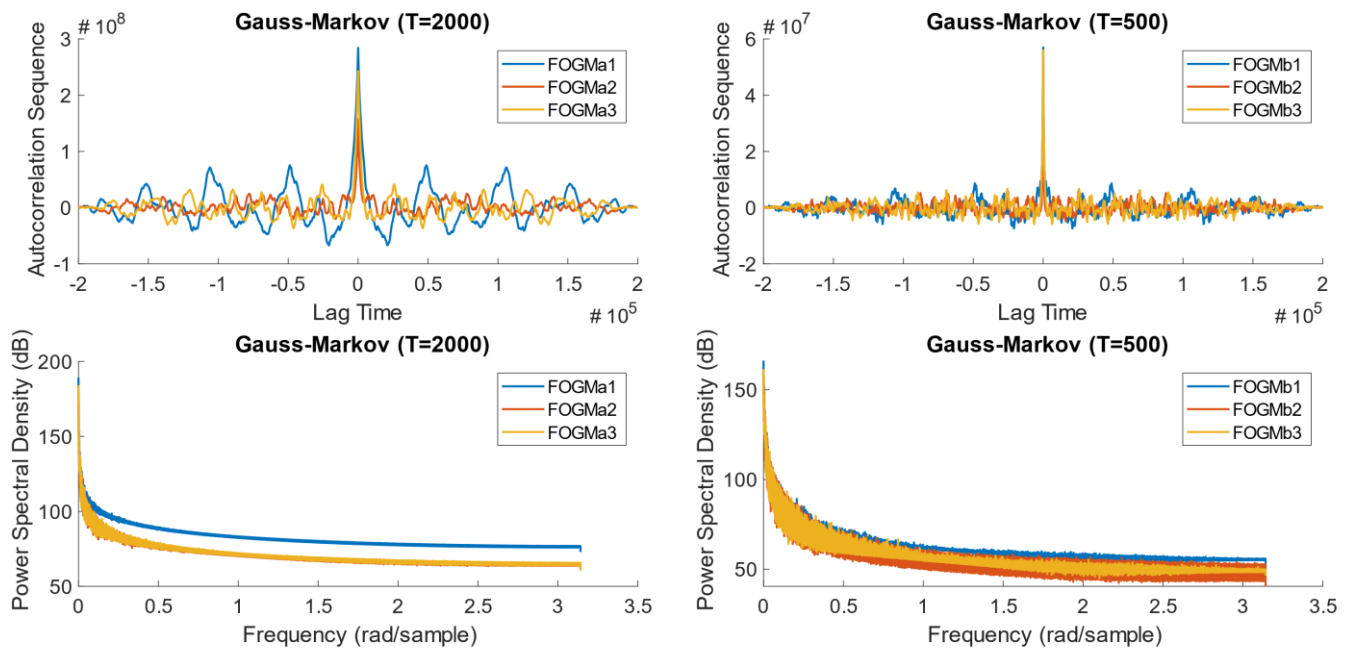 Gauss-Markov (T=2000)
# 10^8
3
2
1
0
-1
Autocorrelation Sequence
FOGMa1
FOGMa2
FOGMa3
-2 -1.5 -1 -0.5 0 0.5 1 1.5 2
Lag Time
# 10^5
Gauss-Markov (T=500)
# 10^7
6
4
2
0
-2
Autocorrelation Sequence
FOGMb1
FOGMb2
FOGMb3
-2 -1.5 -1 -0.5 0 0.5 1 1.5 2
Lag Time
# 10^5
Gauss-Markov (T=2000)
200
150
100
50
Power Spectral Density (dB)
FOGMa1
FOGMa2
FOGMa3
0 0.5 1 1.5 2 2.5 3 3.5
Frequency (rad/sample)
Gauss-Markov (T=500)
150
100
50
Power Spectral Density (dB)
FOGMb1
FOGMb2
FOGMb3
0 0.5 1 1.5 2 2.5 3 3.5
Frequency (rad/sample)